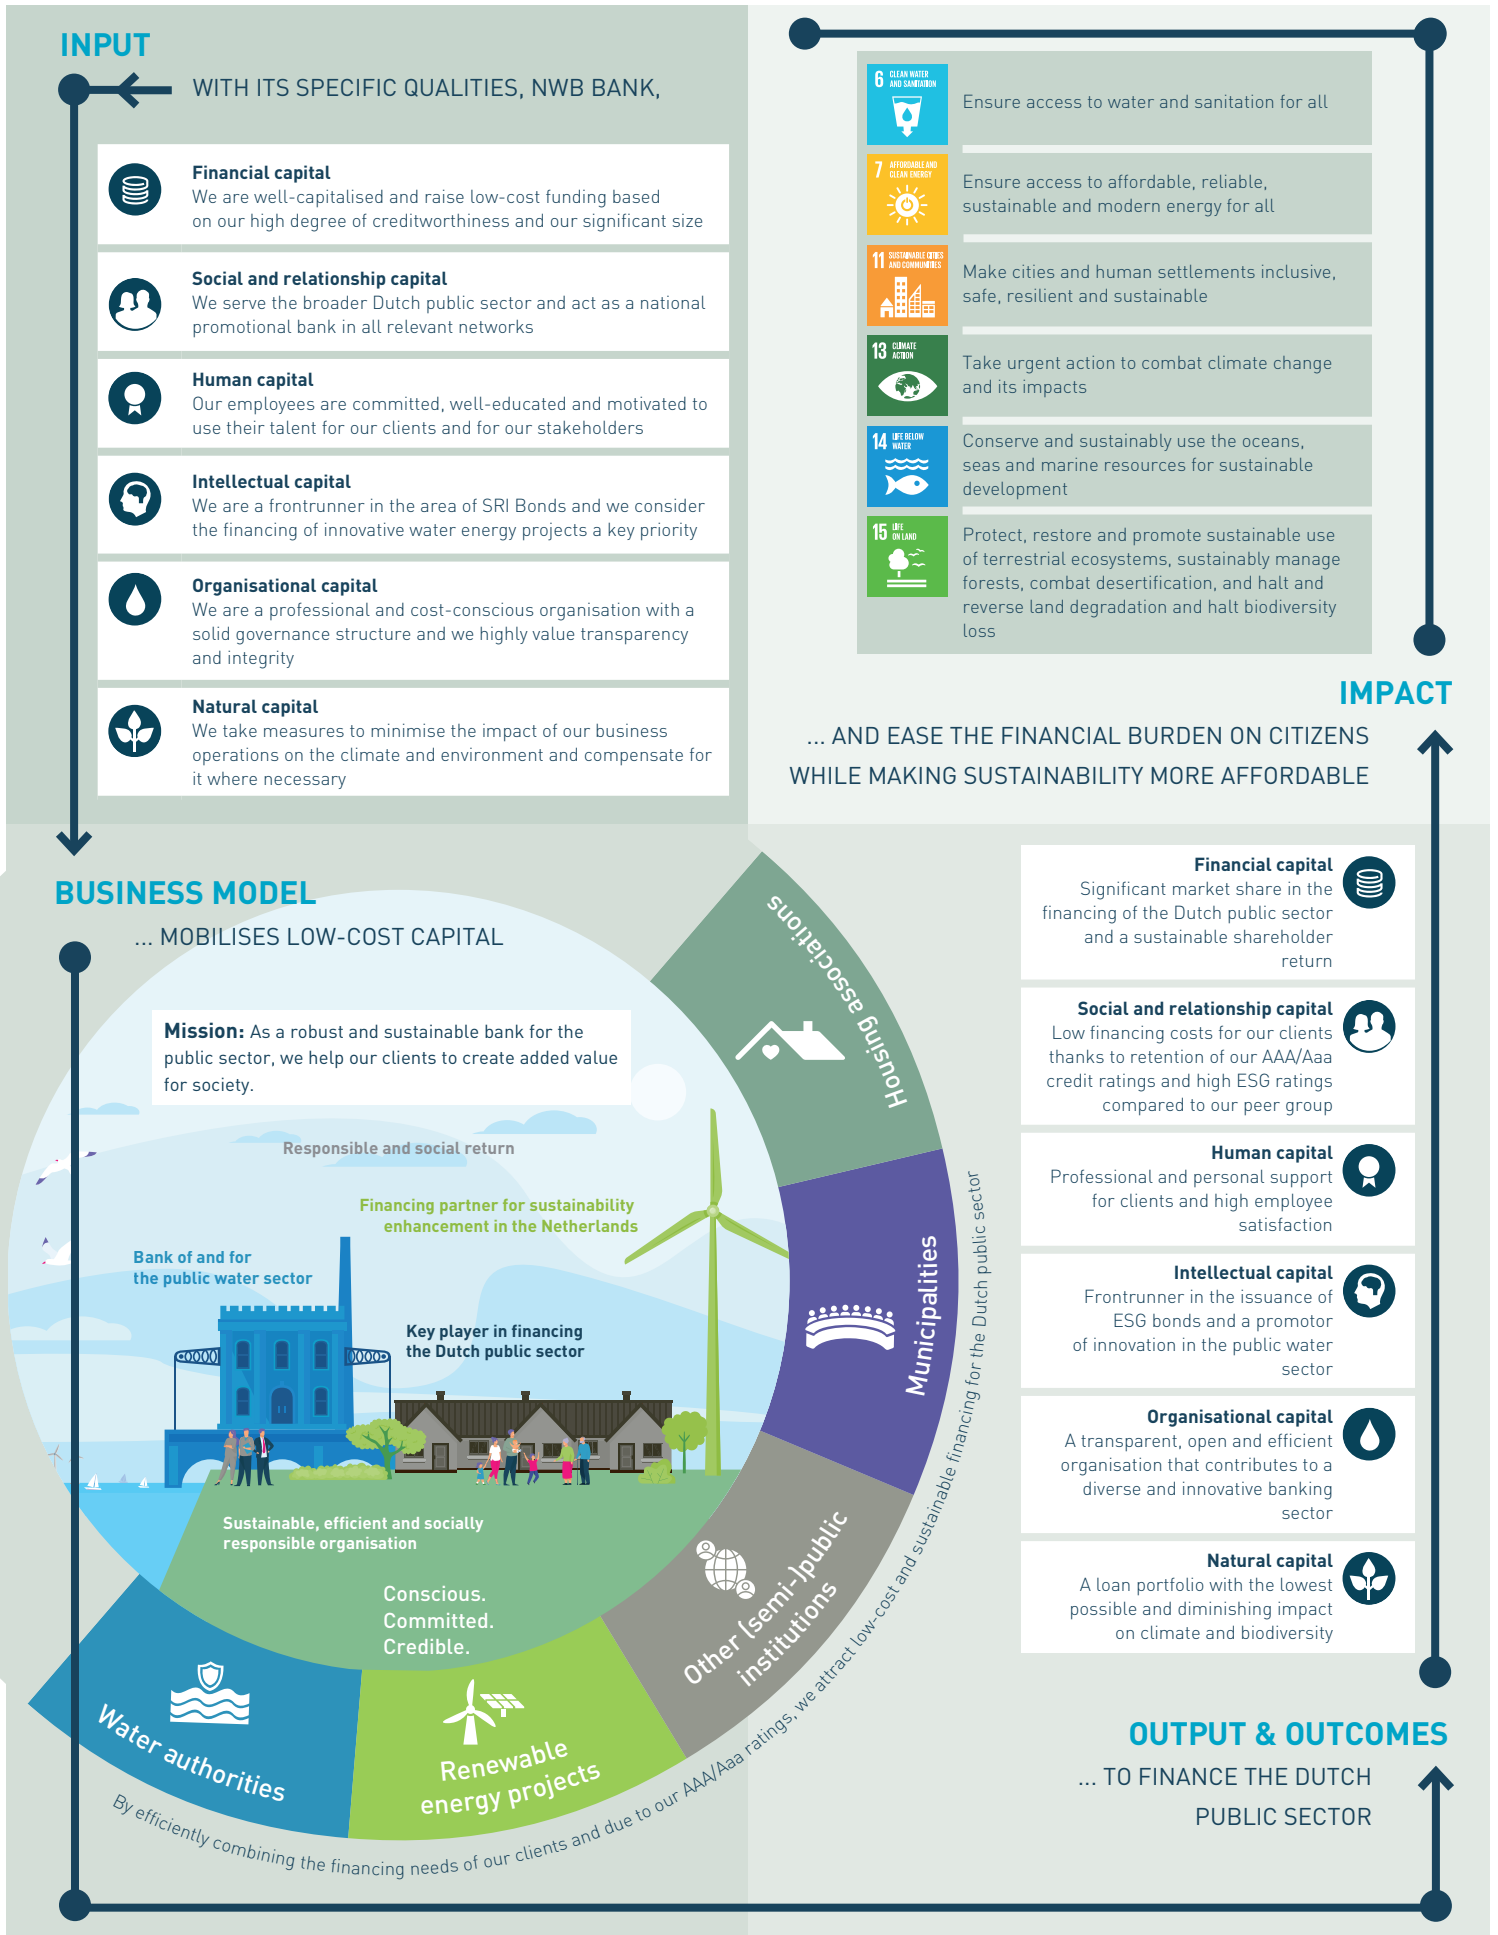 INPUT
WITH ITS SPECIFIC QUALITIES, NWB BANK,
Financial capital
We are well-capitalised and raise low-cost funding based
on our high degree of creditworthiness and our significant size
Social and relationship capital
We serve the broader Dutch public sector and act as a national
promotional bank in all relevant networks
Human capital
Our employees are committed, well-educated and motivated to
use their talent for our clients and for our stakeholders
Intellectual capital
We are a frontrunner in the area of SRI Bonds and we consider
the financing of innovative water energy projects a key priority
Organisational capital
We are a professional and cost-conscious organisation with a
solid governance structure and we highly value transparency
and integrity
Natural capital
We take measures to minimise the impact of our business
operations on the climate and environment and compensate for
it where necessary
BUSINESS MODEL
... MOBILISES LOW-COST CAPITAL
Mission: As a robust and sustainable bank for the
public sector, we help our clients to create added value
for society.
Responsible and social return
Financing partner for sustainability
enhancement in the Netherlands
Bank of and for
the public water sector
Key player in financing
the Dutch public sector
Sustainable, efficient and socially
responsible organisation
Conscious.
Committed.
Credible.
Water authorities
Renewable
energy projects
Other (semi-)public
institutions
Municipalities
Housing associations
By efficiently combining the financing needs of our clients and due to our AAA/Aaa ratings, we attract low-cost and sustainable financing for the Dutch public sector
OUTPUT & OUTCOMES
... TO FINANCE THE DUTCH
PUBLIC SECTOR
Financial capital
Significant market share in the
financing of the Dutch public sector
and a sustainable shareholder
return
Social and relationship capital
Low financing costs for our clients
thanks to retention of our AAA/Aaa
credit ratings and high ESG ratings
compared to our peer group
Human capital
Professional and personal support
for clients and high employee
satisfaction
Intellectual capital
Frontrunner in the issuance of
ESG bonds and a promotor
of innovation in the public water
sector
Organisational capital
A transparent, open and efficient
organisation that contributes to a
diverse and innovative banking
sector
Natural capital
A loan portfolio with the lowest
possible and diminishing impact
on climate and biodiversity
IMPACT
... AND EASE THE FINANCIAL BURDEN ON CITIZENS
WHILE MAKING SUSTAINABILITY MORE AFFORDABLE
6 CLEAN WATER
AND SANITATION
Ensure access to water and sanitation for all
7 AFFORDABLE AND
CLEAN ENERGY
Ensure access to affordable, reliable,
sustainable and modern energy for all
11 SUSTAINABLE CITIES
AND COMMUNITIES
Make cities and human settlements inclusive,
safe, resilient and sustainable
13 CLIMATE
ACTION
Take urgent action to combat climate change
and its impacts
14 LIFE BELOW
WATER
Conserve and sustainably use the oceans,
seas and marine resources for sustainable
development
15 LIFE
ON LAND
Protect, restore and promote sustainable use
of terrestrial ecosystems, sustainably manage
forests, combat desertification, and halt and
reverse land degradation and halt biodiversity
loss